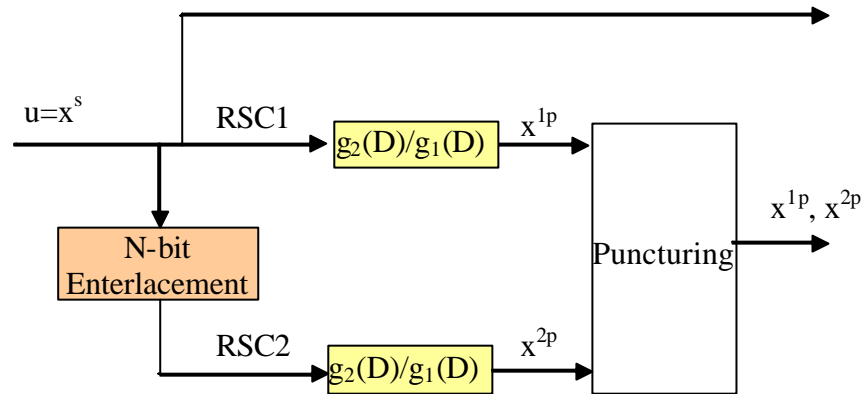 u=x^s
RSC1
g₂(D)/g₁(D)
x^1p
N-bit
Enterlacement
Puncturing
x^1p, x^2p
RSC2
g₂(D)/g₁(D)
x^2p